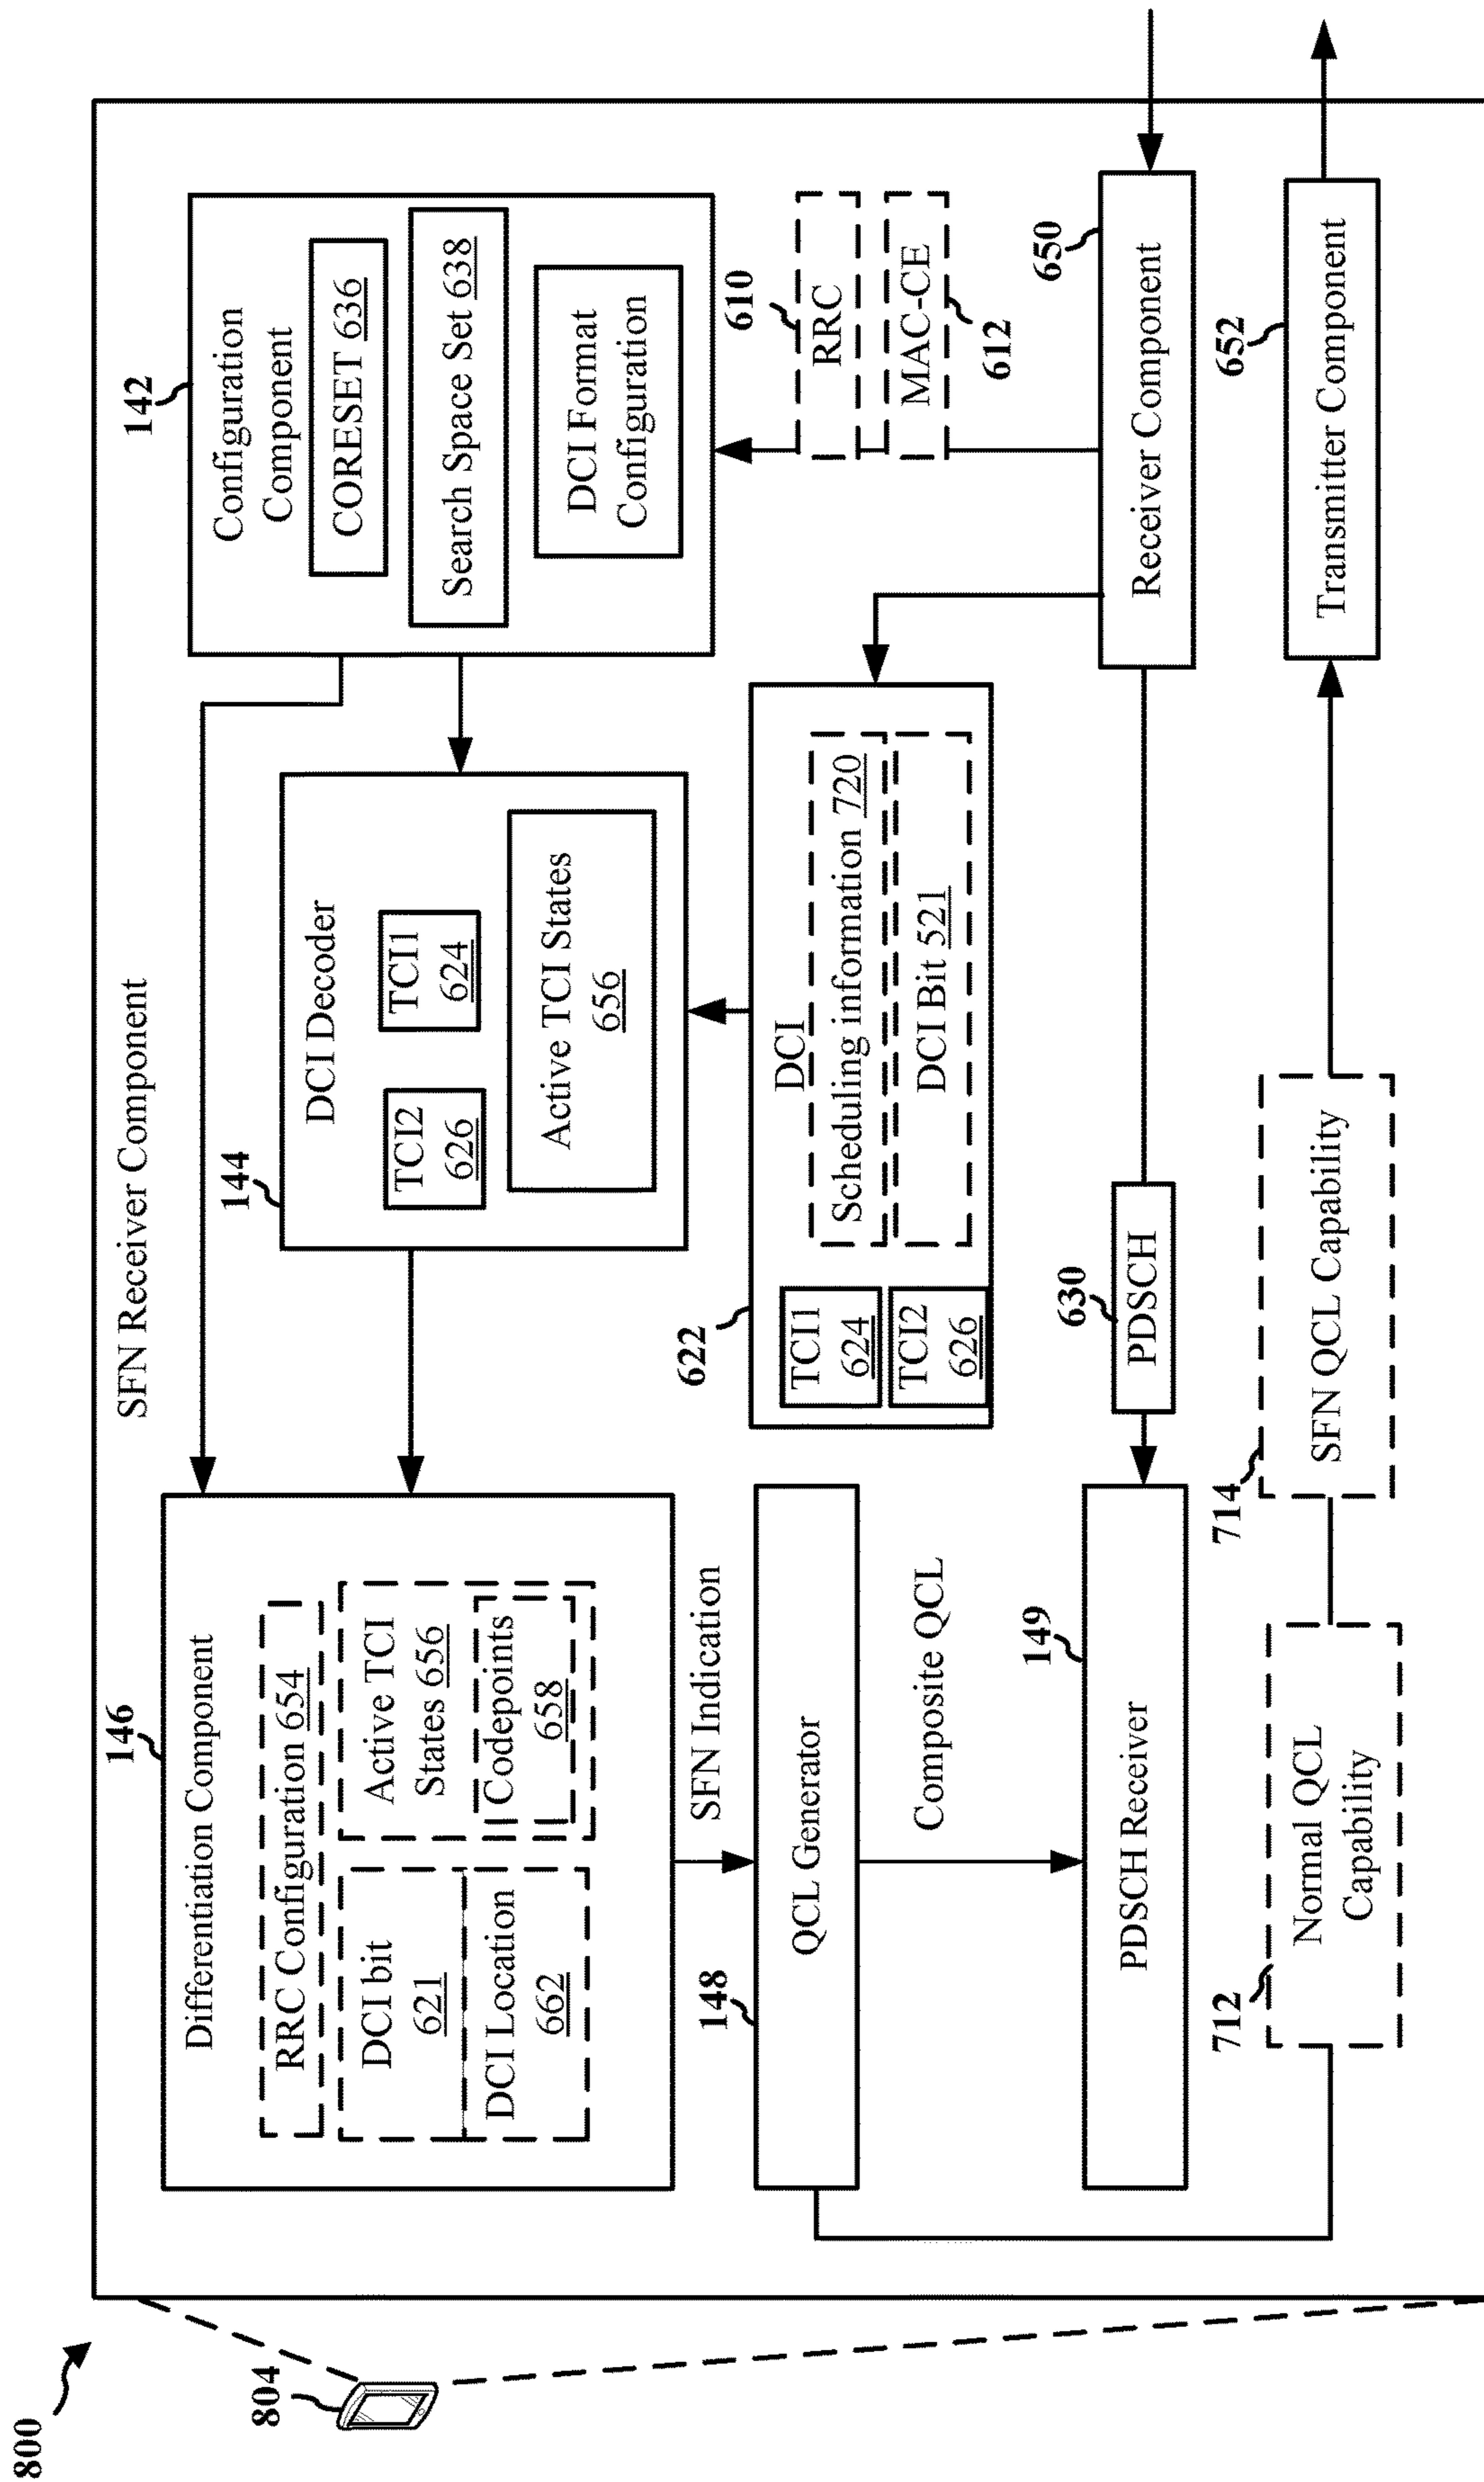 800
804
SFN Receiver Component
146
Differentiation Component
RRC Configuration 654
DCI bit
621
DCI Location
662
Active TCI
States 656
Codepoints
658
144
DCI Decoder
TCI2
626
TCI1
624
Active TCI States
656
142
Configuration
Component
CORESET 636
Search Space Set 638
DCI Format
Configuration
SFN Indication
148
QCL Generator
Composite QCL
149
PDSCH Receiver
622
DCI
TCI1
624
TCI2
626
Scheduling information 720
DCI Bit 521
610
RRC
MAC-CE
612
630
PDSCH
650
Receiver Component
712
Normal QCL
Capability
714
SFN QCL Capability
652
Transmitter Component